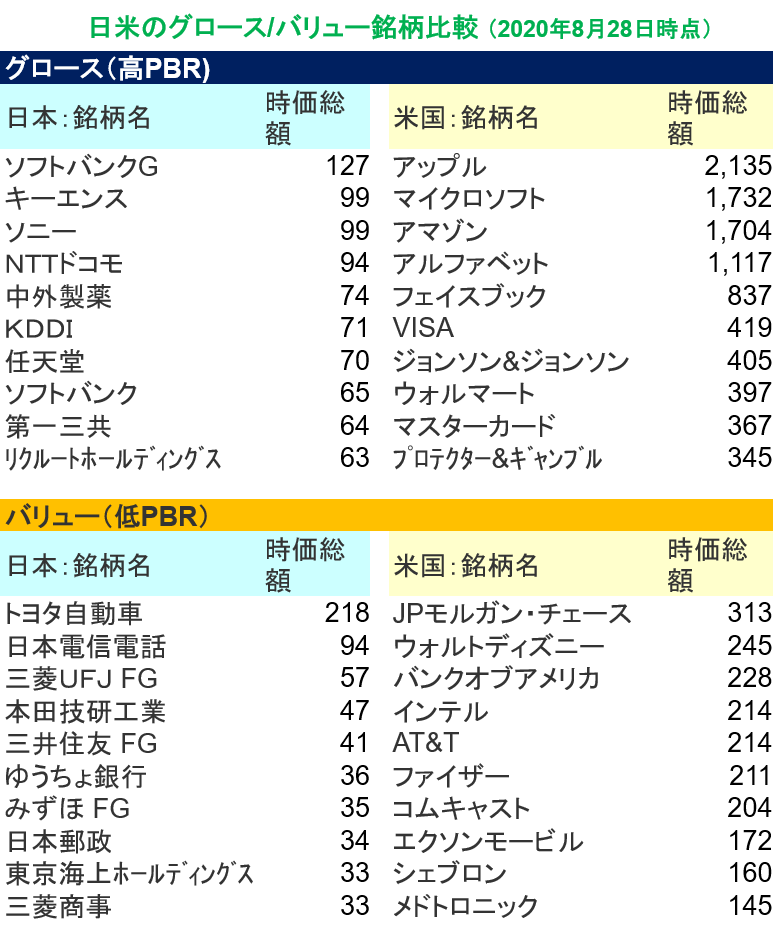 日米のグロース/バリュー銘柄比較（2020年8月28日時点）
グロース（高PBR)
日本：銘柄名 時価総額 米国：銘柄名 時価総額
ソフトバンクG 127 アップル 2,135
キーエンス 99 マイクロソフト 1,732
ソニー 99 アマゾン 1,704
ＮＴＴドコモ 94 アルファベット 1,117
中外製薬 74 フェイスブック 837
ＫＤＤＩ 71 VISA 419
任天堂 70 ジョンソン&ジョンソン 405
ソフトバンク 65 ウォルマート 397
第一三共 64 マスターカード 367
ﾘｸﾙｰﾄﾎｰﾙﾃﾞｨﾝｸﾞｽ 63 ﾌﾟﾛﾃｸﾀｰ&ｷﾞｬﾝﾌﾞﾙ 345
バリュー（低PBR）
日本：銘柄名 時価総額 米国：銘柄名 時価総額
トヨタ自動車 218 JPモルガン・チェース 313
日本電信電話 94 ウォルトディズニー 245
三菱ＵＦＪ FG 57 バンクオブアメリカ 228
本田技研工業 47 インテル 214
三井住友 FG 41 AT&T 214
ゆうちょ銀行 36 ファイザー 211
みずほ FG 35 コムキャスト 204
日本郵政 34 エクソンモービル 172
東京海上ﾎｰﾙﾃﾞｨﾝｸﾞｽ 33 シェブロン 160
三菱商事 33 メドトロニック 145